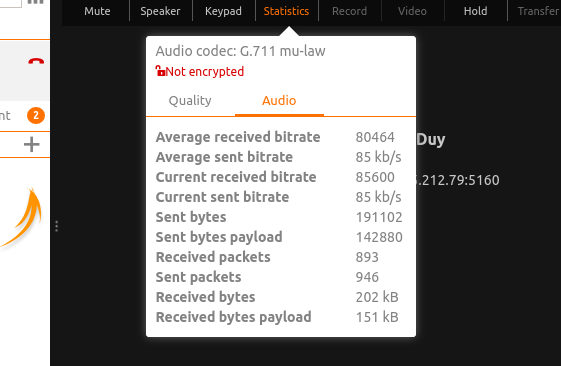 Mute Speaker Keypad Statistics Record Video Hold Transfer
Audio codec: G.711 mu-law
Not encrypted
nt 2
Quality Audio
Average received bitrate 80464
Duy
Average sent bitrate 85 kb/s
Current received bitrate 85600
.212.79:5160
Current sent bitrate 85 kb/s
Sent bytes 191102
Sent bytes payload 142880
Received packets 893
Sent packets 946
Received bytes 202 kB
Received bytes payload 151 kB